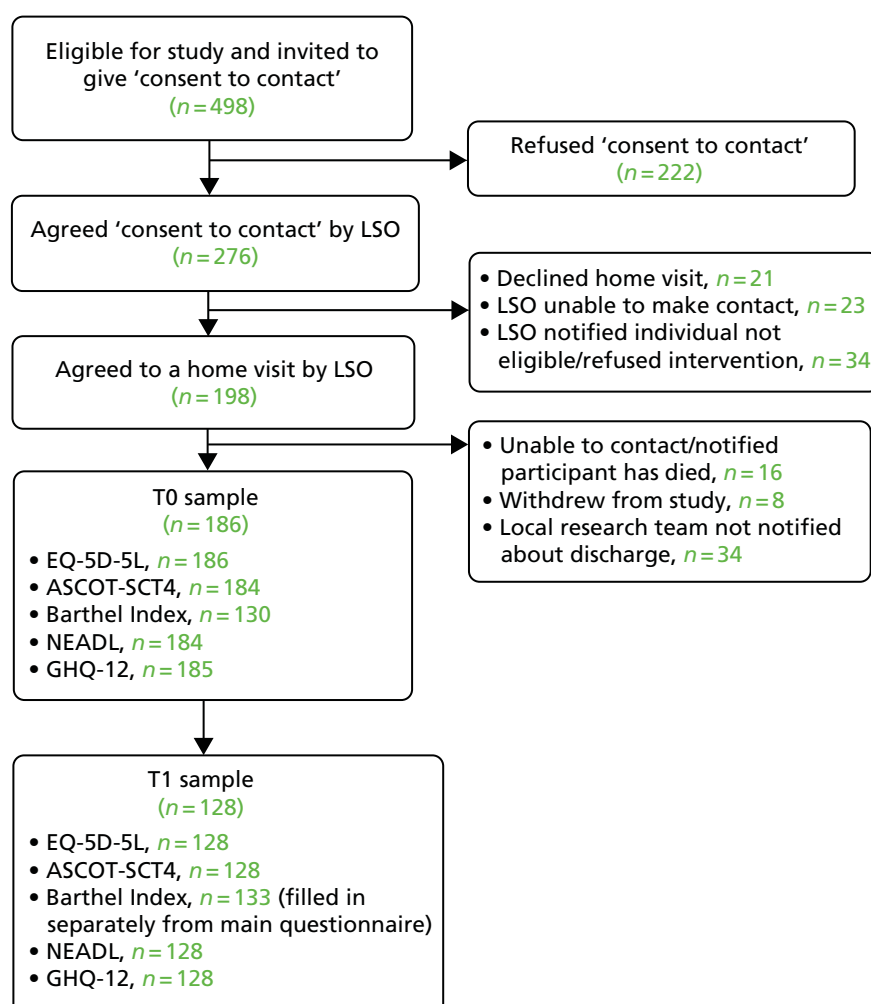 Eligible for study and invited to
give ‘consent to contact’
(n=498)
Refused ‘consent to contact’
(n=222)
Agreed ‘consent to contact’ by LSO
(n=276)
• Declined home visit, n=21
• LSO unable to make contact, n=23
• LSO notified individual not
eligible/refused intervention, n=34
Agreed to a home visit by LSO
(n=198)
• Unable to contact/notified
participant has died, n=16
• Withdrew from study, n=8
• Local research team not notified
about discharge, n=34
T0 sample
(n=186)
• EQ-5D-5L, n=186
• ASCOT-SCT4, n=184
• Barthel Index, n=130
• NEADL, n=184
• GHQ-12, n=185
T1 sample
(n=128)
• EQ-5D-5L, n=128
• ASCOT-SCT4, n=128
• Barthel Index, n=133 (filled in
separately from main questionnaire)
• NEADL, n=128
• GHQ-12, n=128